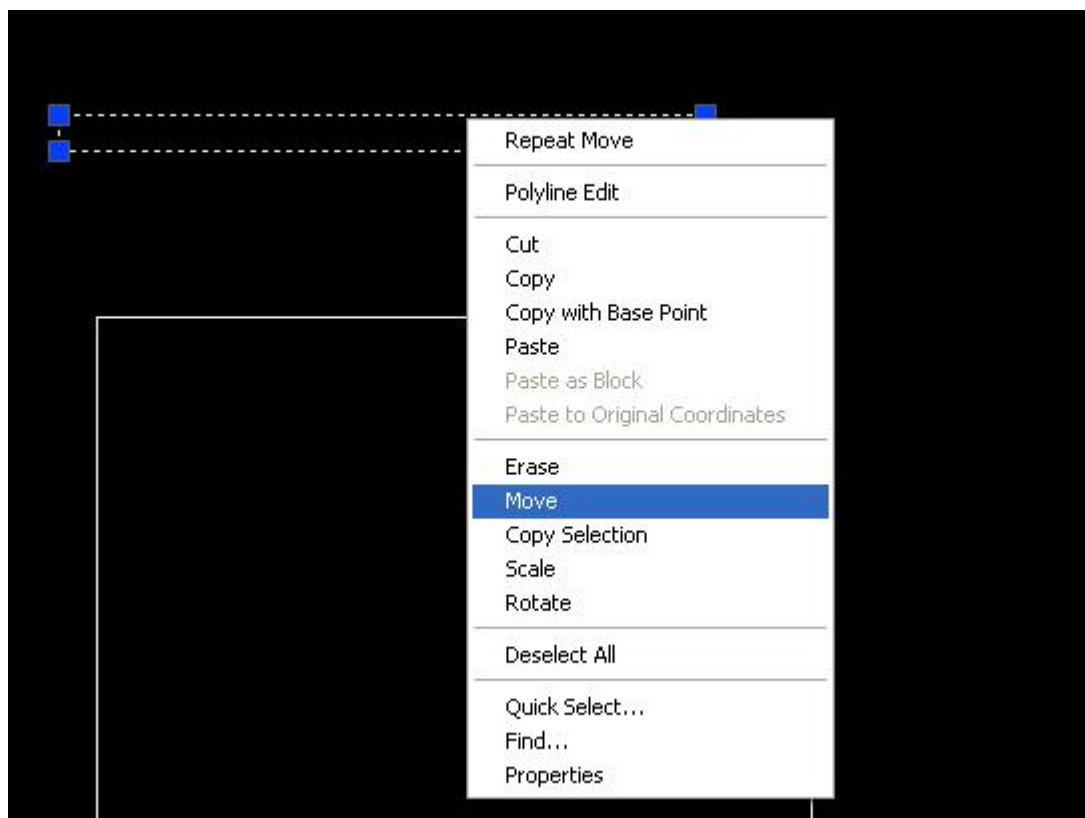 Repeat Move
Polyline Edit
Cut
Copy
Copy with Base Point
Paste
Paste as Block
Paste to Original Coordinates
Erase
Move
Copy Selection
Scale
Rotate
Deselect All
Quick Select...
Find...
Properties